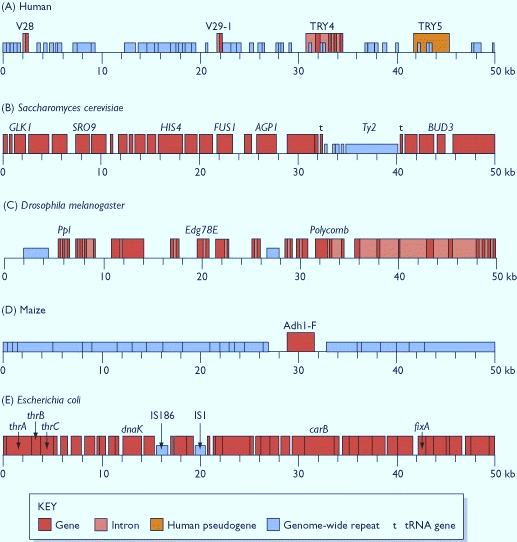 (A) Human
V28 V29-1 TRY4 TRY5
0 10 20 30 40 50 kb
(B) Saccharomyces cerevisiae
GLK1 SRO9 HIS4 FUS1 AGP1 t Ty2 t BUD3
0 10 20 30 40 50 kb
(C) Drosophila melanogaster
PpI Edg78E Polycomb
0 10 20 30 40 50 kb
(D) Maize
Adh1-F
0 10 20 30 40 50 kb
(E) Escherichia coli
thrB IS186 IS1
thrA thrC dnaK carB fixA
0 10 20 30 40 50 kb
KEY
Gene Intron Human pseudogene Genome-wide repeat t tRNA gene